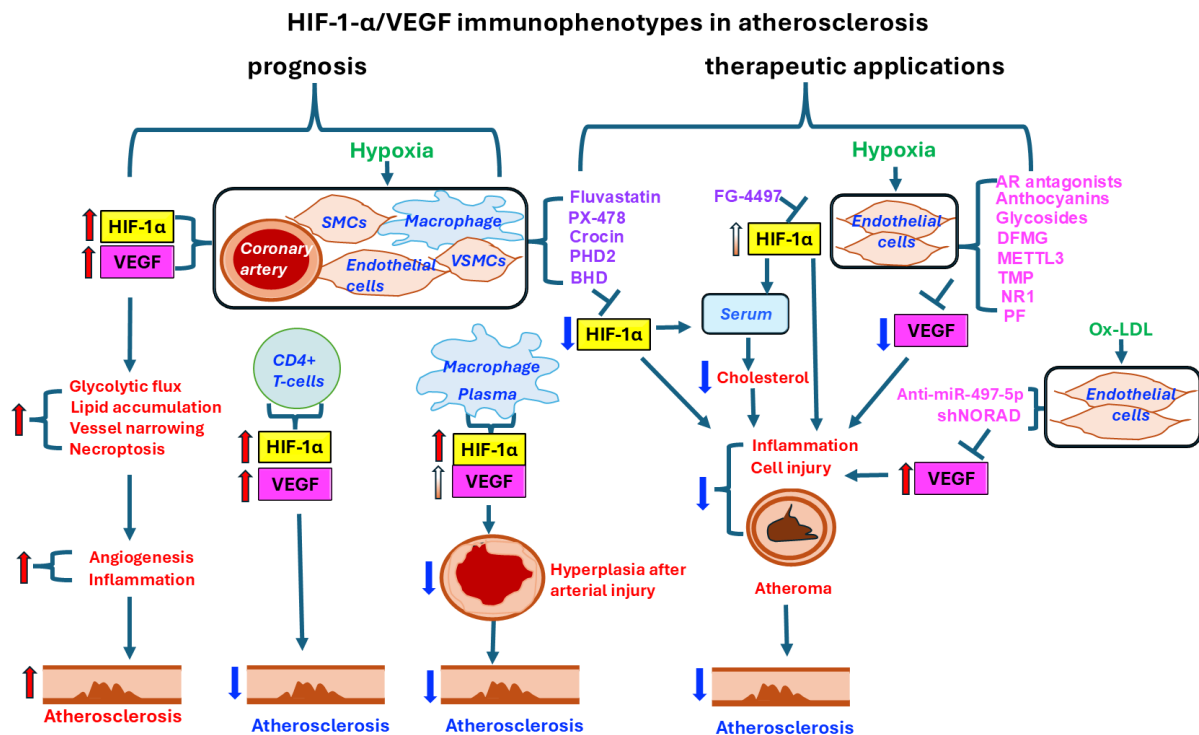 HIF-1-α/VEGF immunophenotypes in atherosclerosis
prognosis
therapeutic applications
Hypoxia
HIF-1α
VEGF
Coronary
artery
SMCs
Macrophage
Endothelial
cells
VSMCs
Glycolytic flux
Lipid accumulation
Vessel narrowing
Necroptosis
Angiogenesis
Inflammation
Atherosclerosis
CD4+
T-cells
HIF-1α
VEGF
Atherosclerosis
Macrophage
Plasma
HIF-1α
VEGF
Hyperplasia after
arterial injury
Atherosclerosis
Fluvastatin
PX-478
Crocin
PHD2
BHD
HIF-1α
FG-4497
HIF-1α
Serum
Cholesterol
Hypoxia
Endothelial
cells
AR antagonists
Anthocyanins
Glycosides
DFMG
METTL3
TMP
NR1
PF
VEGF
Ox-LDL
Endothelial
cells
Anti-miR-497-5p
shNORAD
VEGF
Inflammation
Cell injury
Atheroma
Atherosclerosis